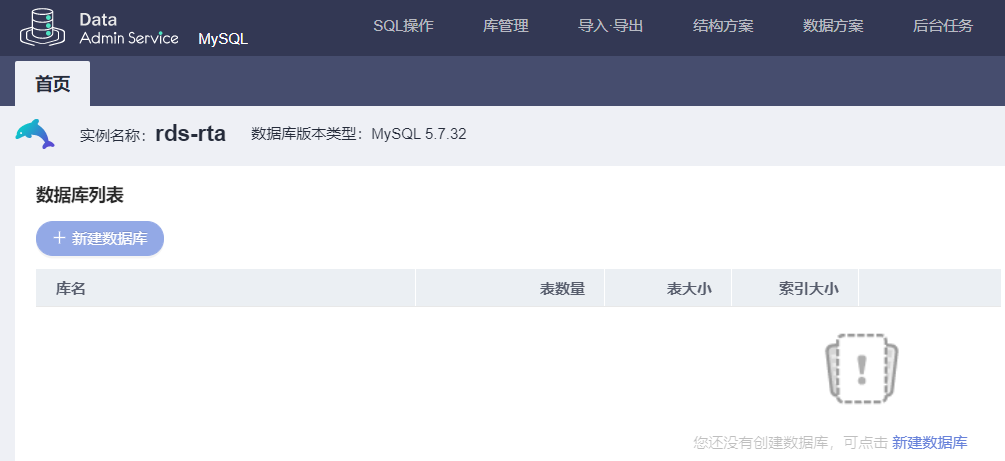 Data
Admin Service MySQL SQL操作 库管理 导入·导出 结构方案 数据方案 后台任务
首页
实例名称： rds-rta 数据库版本类型： MySQL 5.7.32
数据库列表
+ 新建数据库
库名 表数量 表大小 索引大小
您还没有创建数据库，可点击 新建数据库